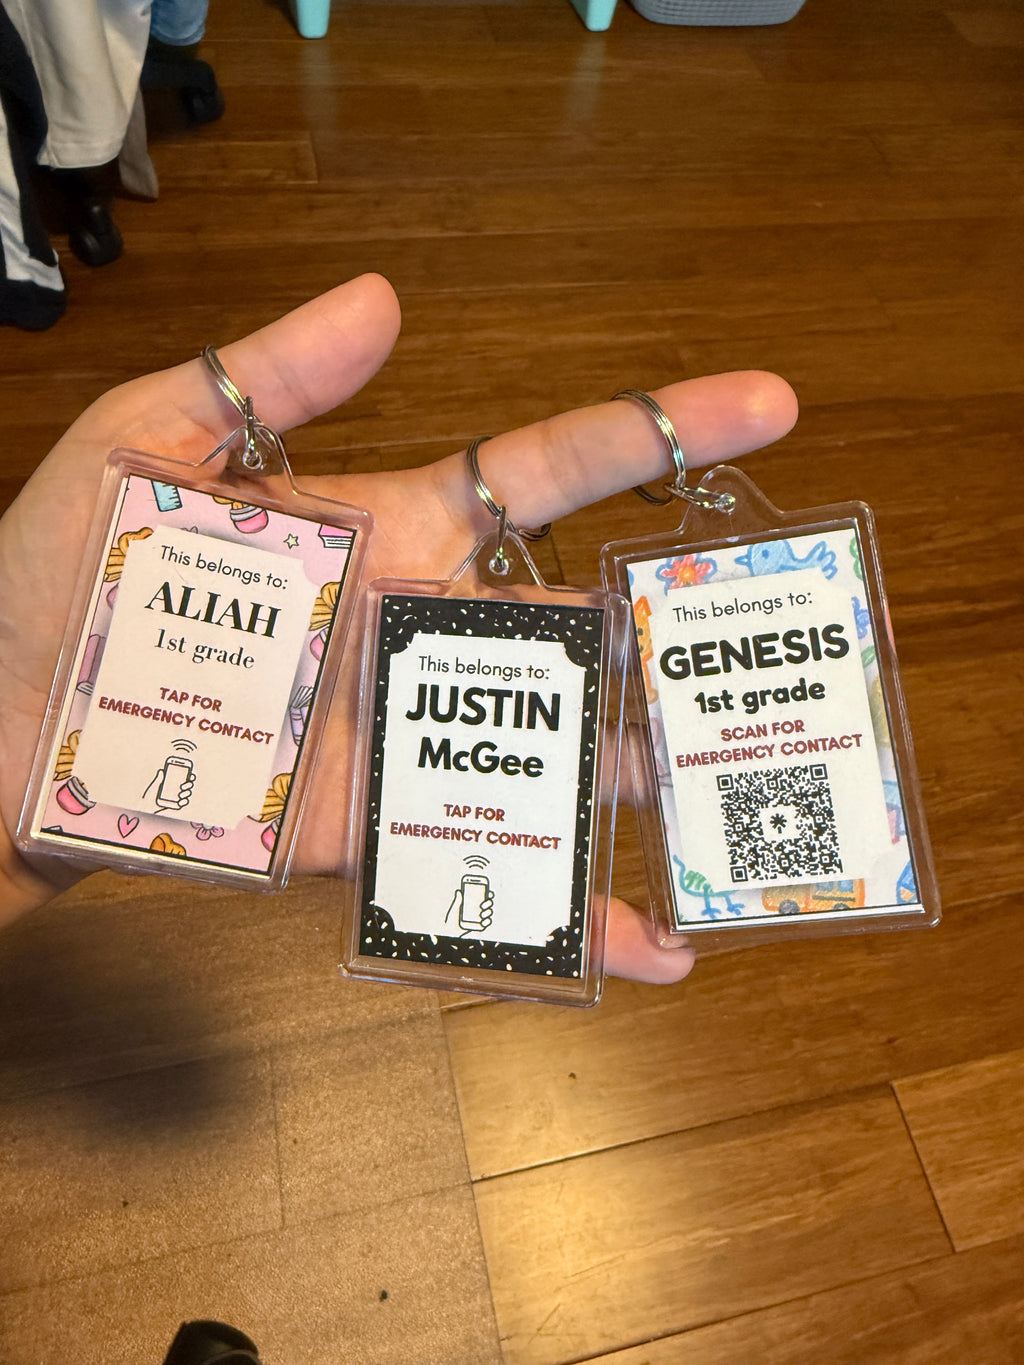 This belongs to:
ALIAH
1st grade
TAP FOR
EMERGENCY CONTACT
This belongs to:
JUSTIN
McGee
TAP FOR
EMERGENCY CONTACT
This belongs to:
GENESIS
1st grade
SCAN FOR
EMERGENCY CONTACT